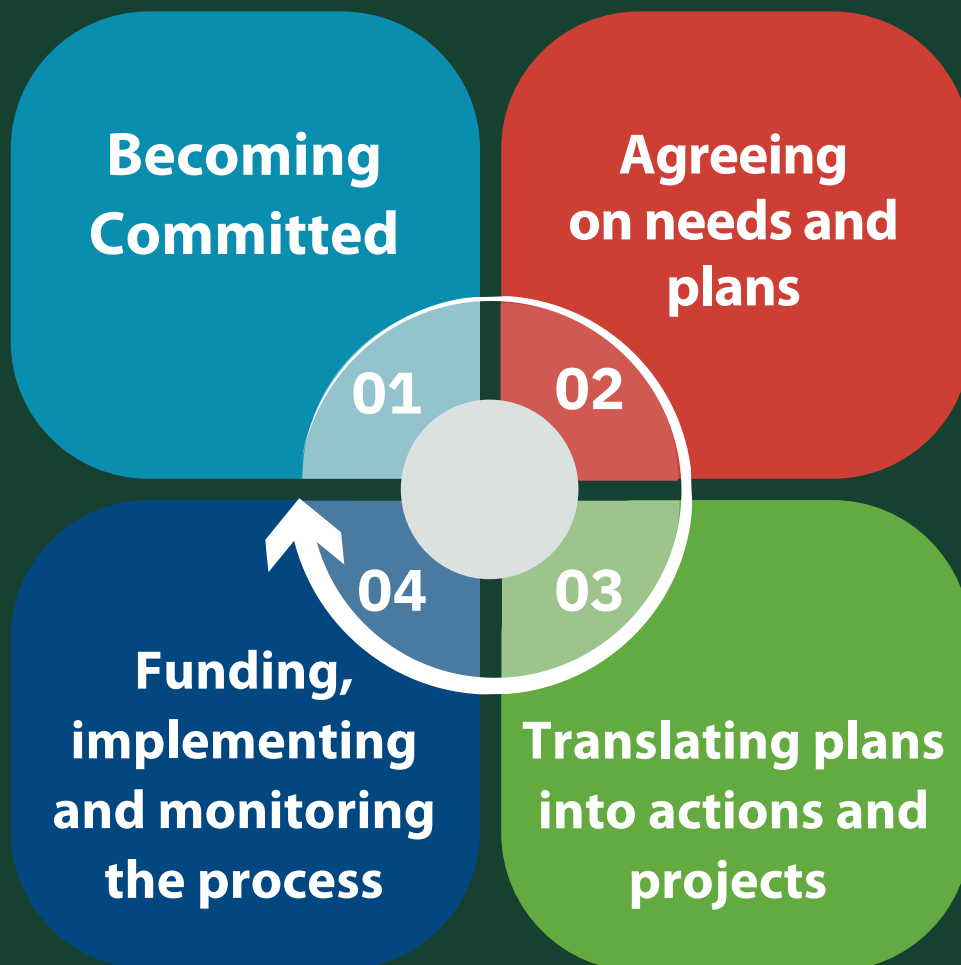 Becoming
Committed
01
Agreeing
on needs and
plans
02
03
Translating plans
into actions and
projects
04
Funding,
implementing
and monitoring
the process